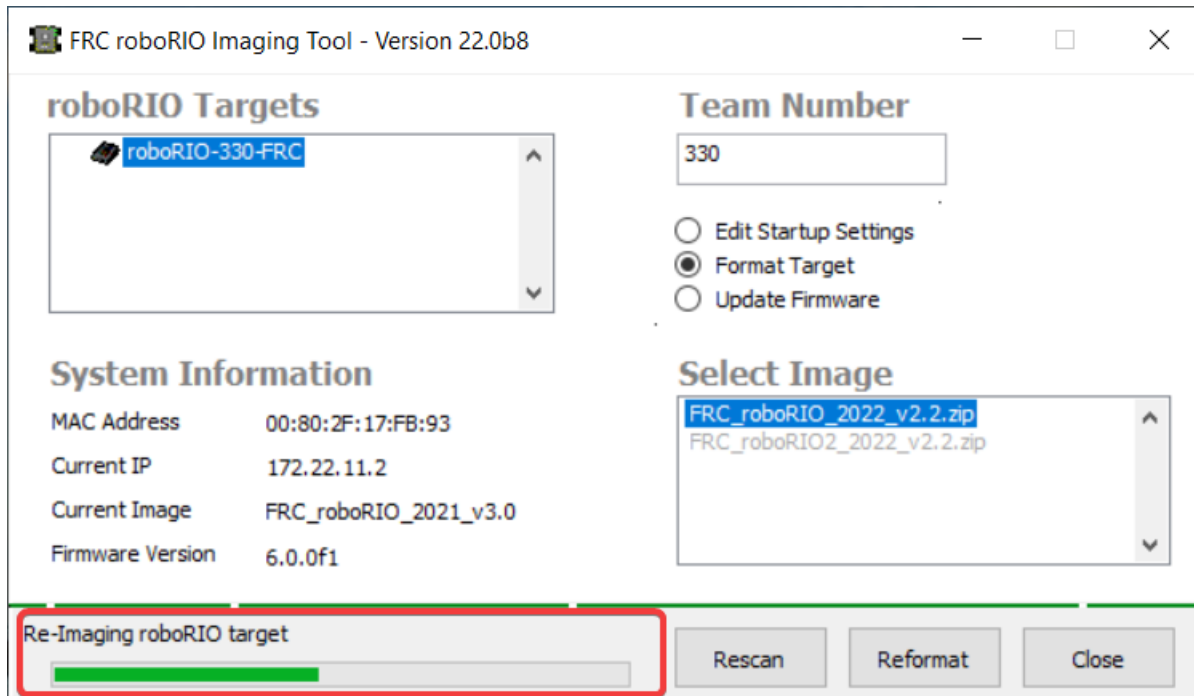 FRC roboRIO Imaging Tool - Version 22.0b8
roboRIO Targets
roboRIO-330-FRC
Team Number
330
Edit Startup Settings
Format Target
Update Firmware
System Information
MAC Address 00:80:2F:17:FB:93
Current IP 172.22.11.2
Current Image FRC_roboRIO_2021_v3.0
Firmware Version 6.0.0f1
Select Image
FRC_roboRIO_2022_v2.2.zip
FRC_roboRIO2_2022_v2.2.zip
Re-Imaging roboRIO target
Rescan Reformat Close